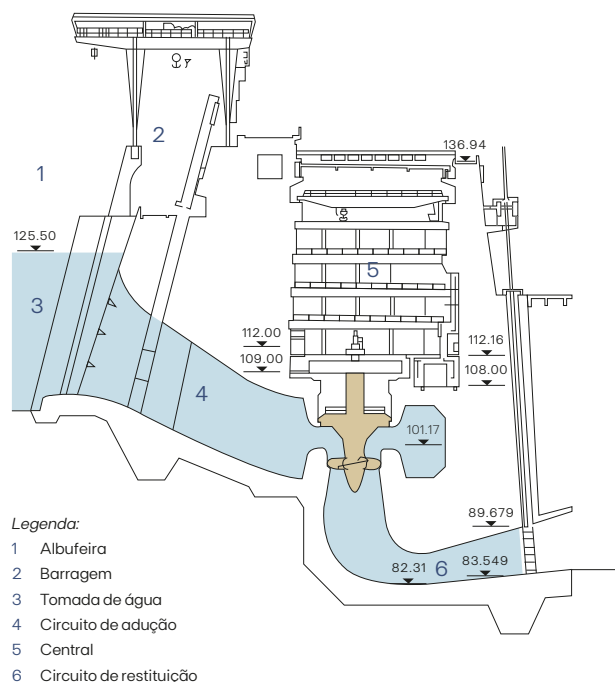 136.94
2
1
125.50
5
3
112.00
112.16
109.00
108.00
4
101.17
89.679
82.31
6
83.549
Legenda:
1 Albufeira
2 Barragem
3 Tomada de água
4 Circuito de adução
5 Central
6 Circuito de restituição